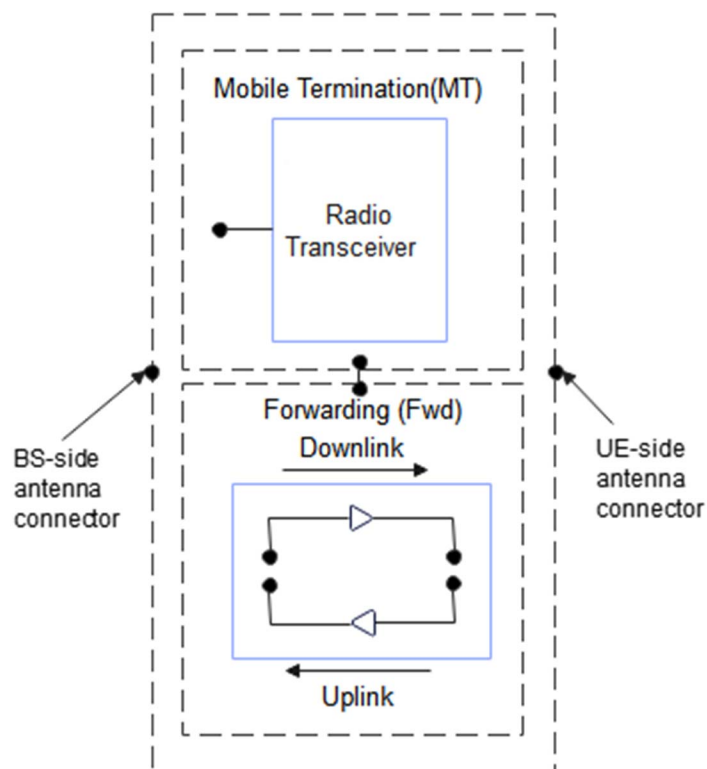 Mobile Termination(MT)
Radio
Transceiver
Forwarding (Fwd)
Downlink
BS-side
antenna
connector
UE-side
antenna
connector
Uplink